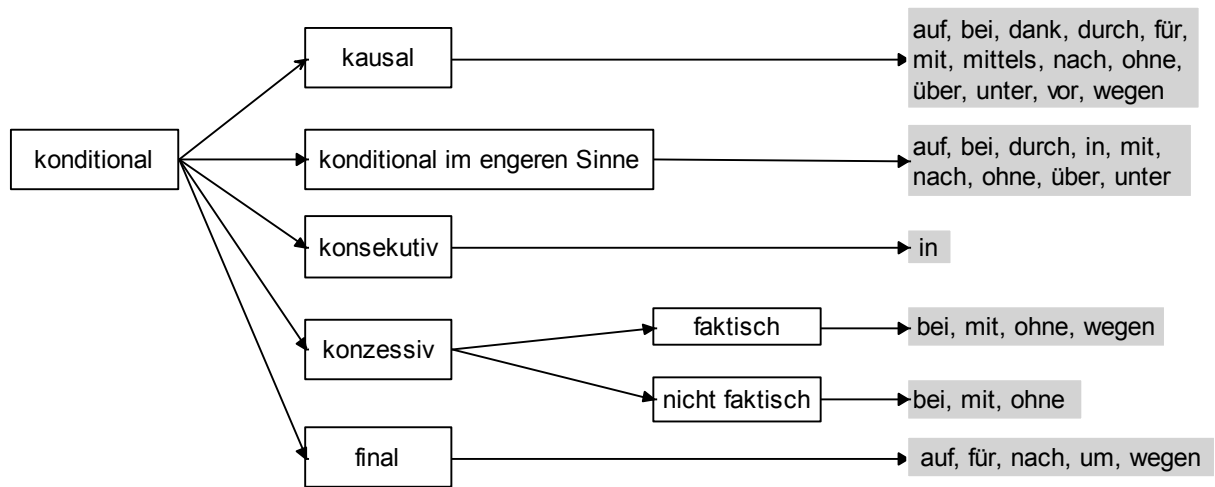 kausal
auf, bei, dank, durch, für,
mit, mittels, nach, ohne,
über, unter, vor, wegen
konditional
konditional im engeren Sinne
auf, bei, durch, in, mit,
nach, ohne, über, unter
konsekutiv
in
konzessiv
faktisch
bei, mit, ohne, wegen
nicht faktisch
bei, mit, ohne
final
auf, für, nach, um, wegen